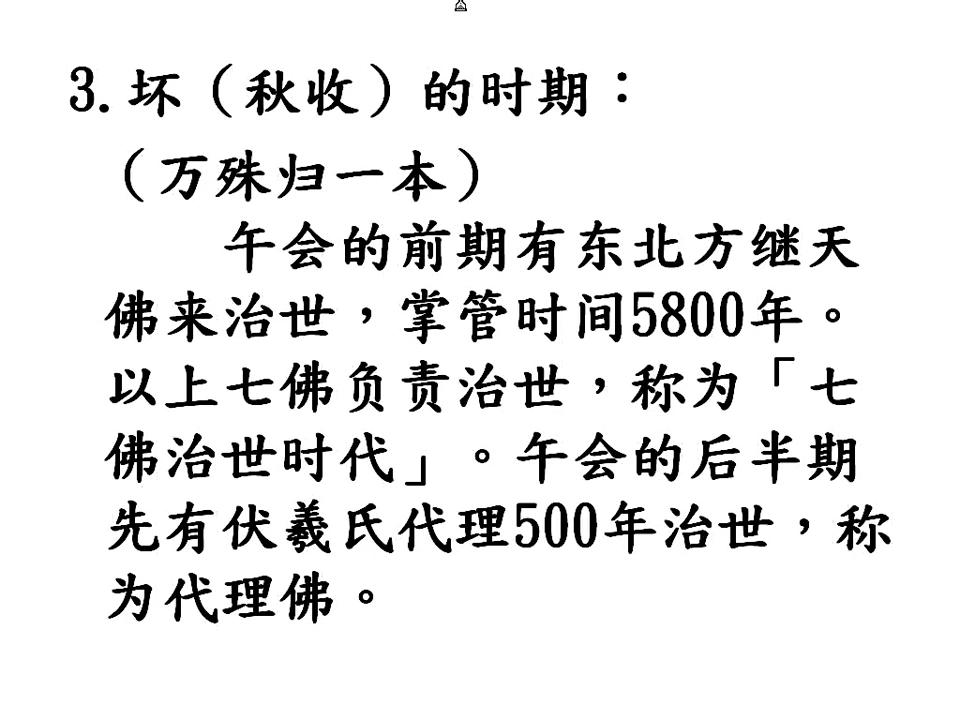 3.坏（秋收）的时期：
（万殊归一本）
午会的前期有东北方继天
佛来治世，掌管时间5800年。
以上七佛负责治世，称为「七
佛治世时代」。午会的后半期
先有伏羲氏代理500年治世，称
为代理佛。